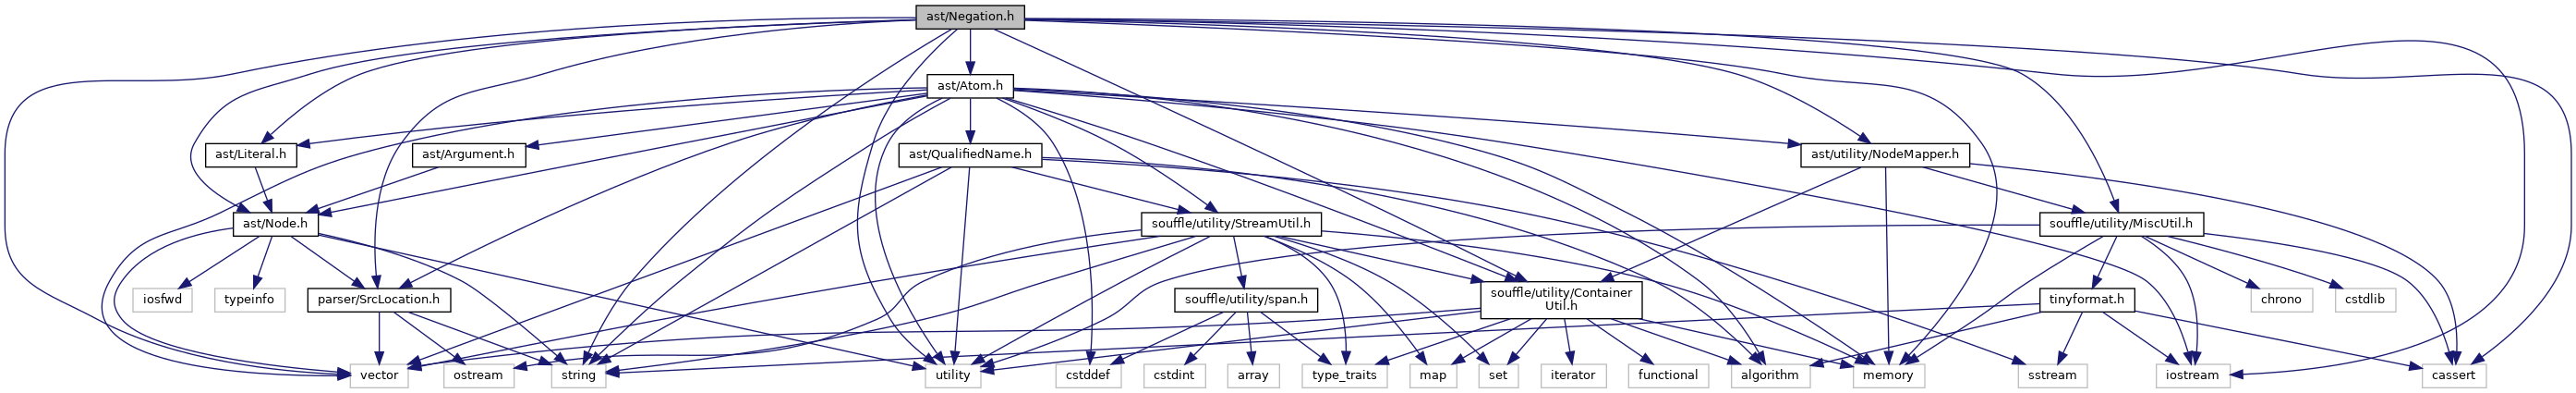 ast/Negation.h
ast/Atom.h
ast/Literal.h
ast/Argument.h
ast/QualifiedName.h
ast/utility/NodeMapper.h
ast/Node.h
souffle/utility/StreamUtil.h
souffle/utility/MiscUtil.h
iosfwd
typeinfo
parser/SrcLocation.h
souffle/utility/span.h
souffle/utility/Container
Util.h
tinyformat.h
chrono
cstdlib
vector
ostream
string
utility
cstddef
cstdint
array
type_traits
map
set
iterator
functional
algorithm
memory
sstream
iostream
cassert